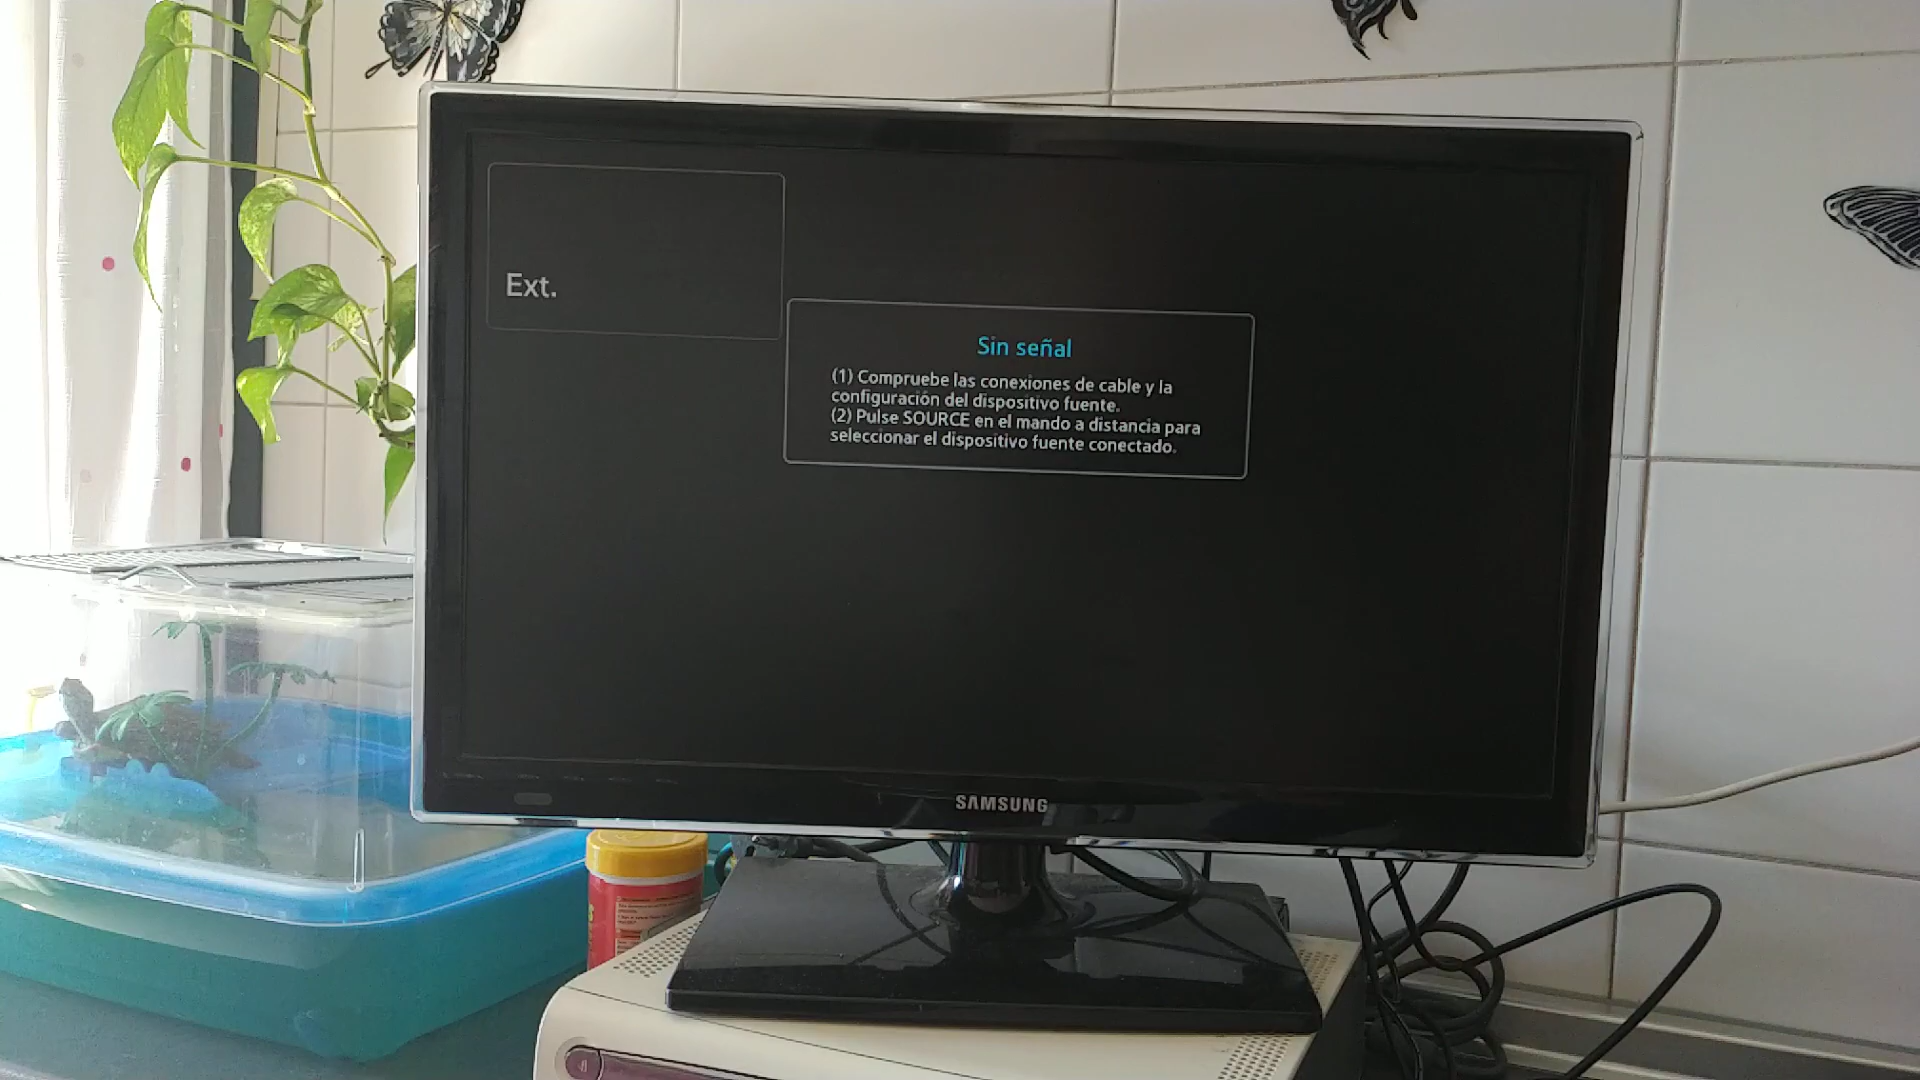 Ext.
Sin señal
(1) Compruebe las conexiones de cable y la
configuración del dispositivo fuente.
(2) Pulse SOURCE en el mando a distancia para
seleccionar el dispositivo fuente conectado.
SAMSUNG